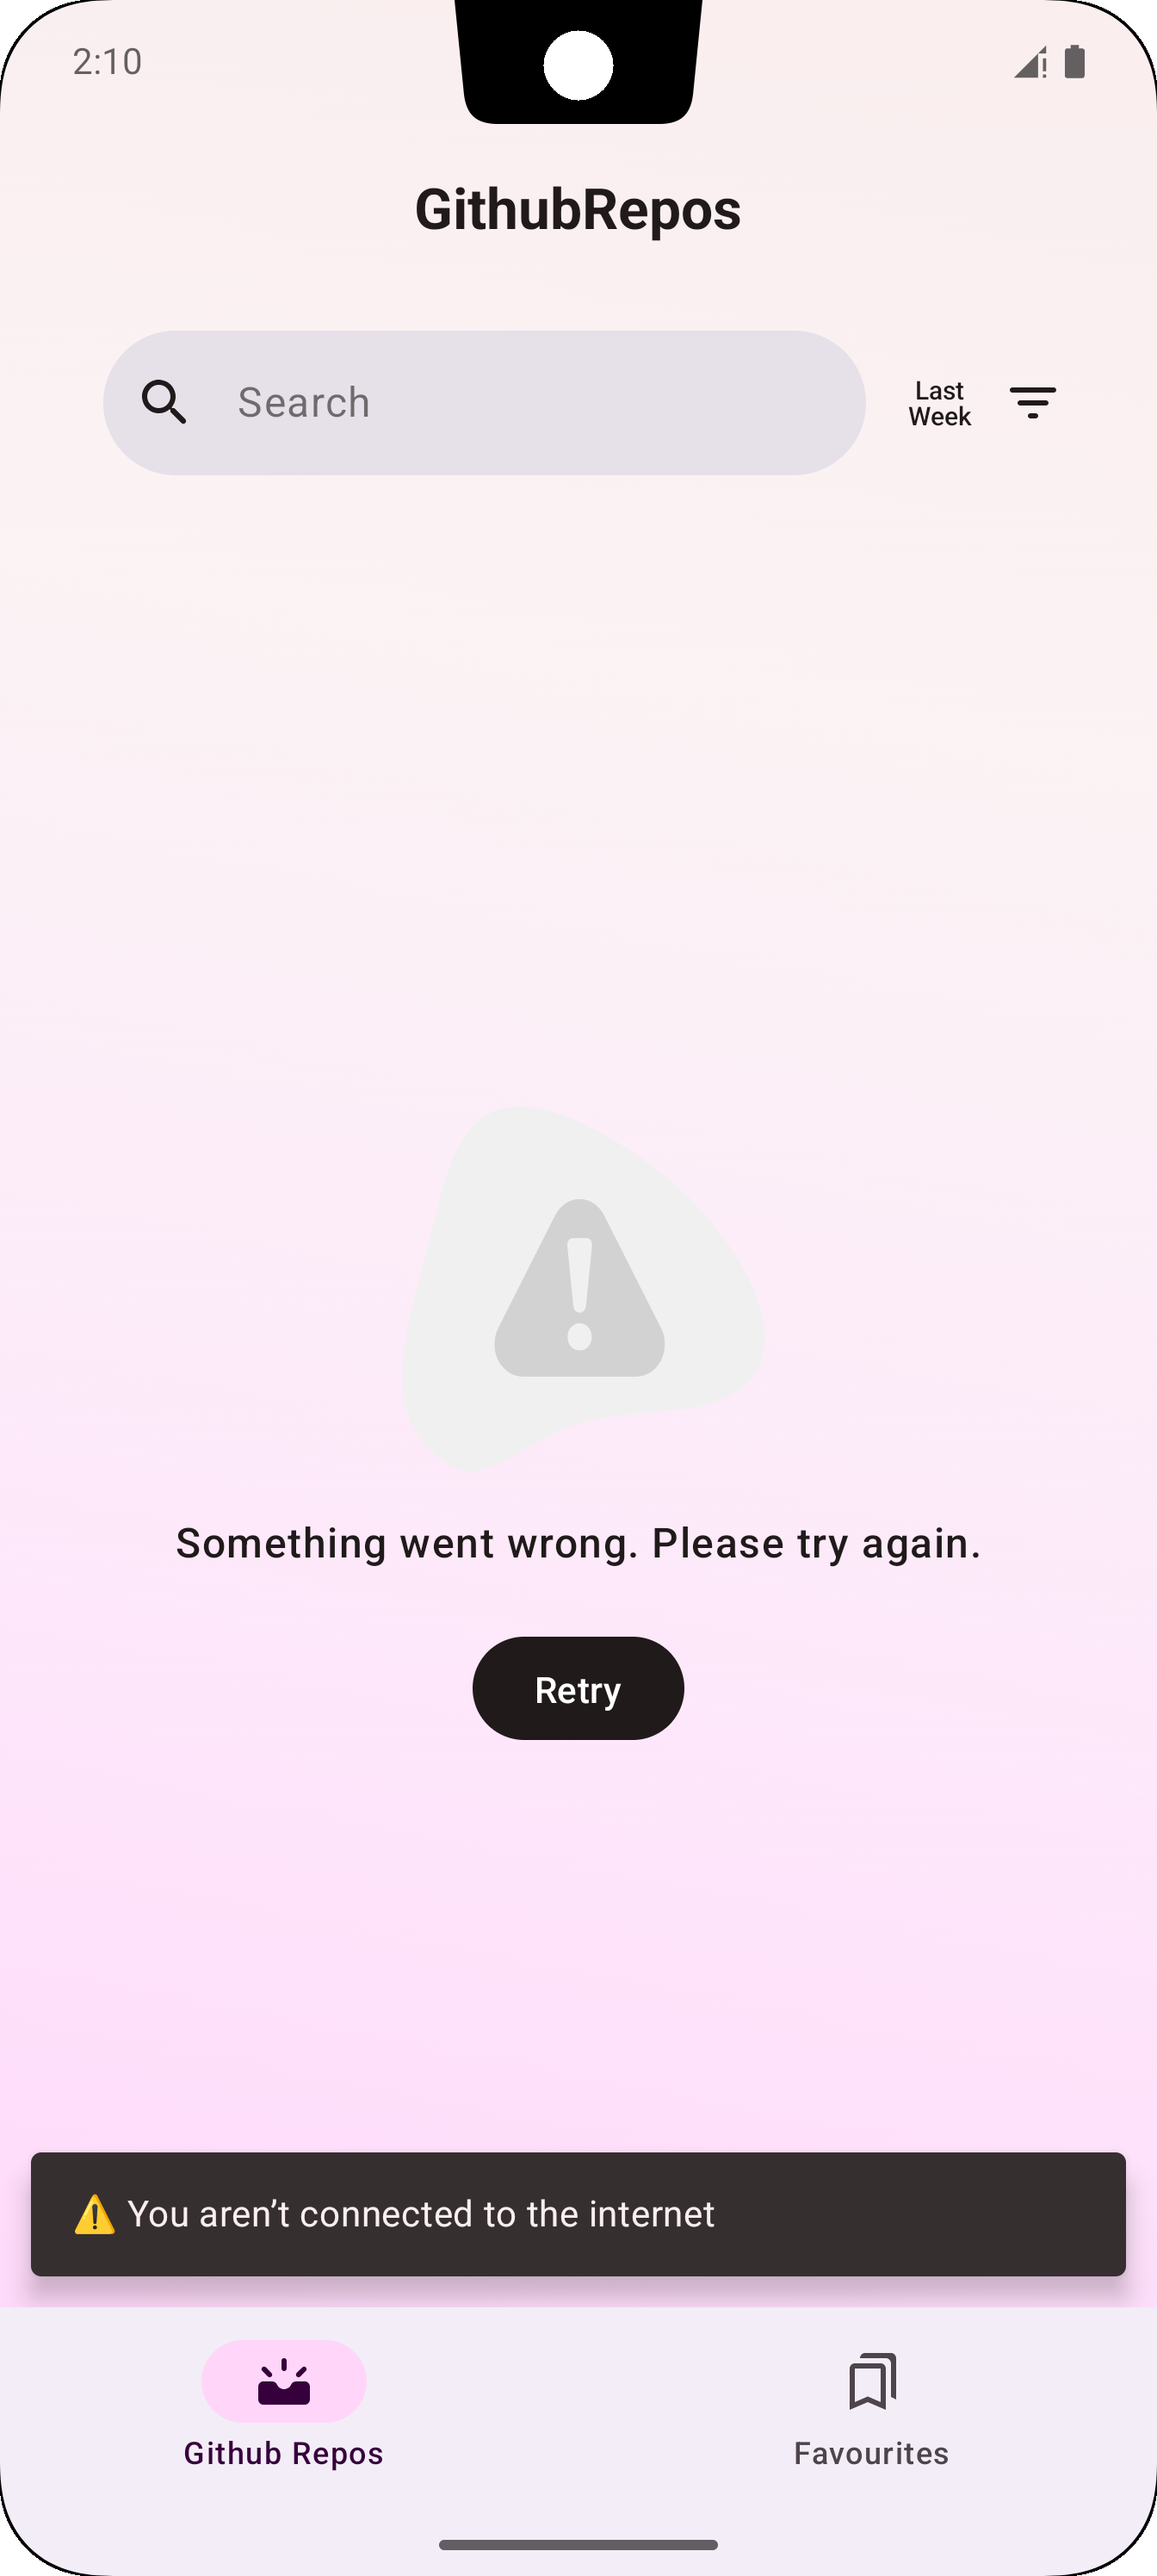 2:10
GithubRepos
Search
Last
Week
Something went wrong. Please try again.
Retry
⚠️ You aren’t connected to the internet
Github Repos
Favourites